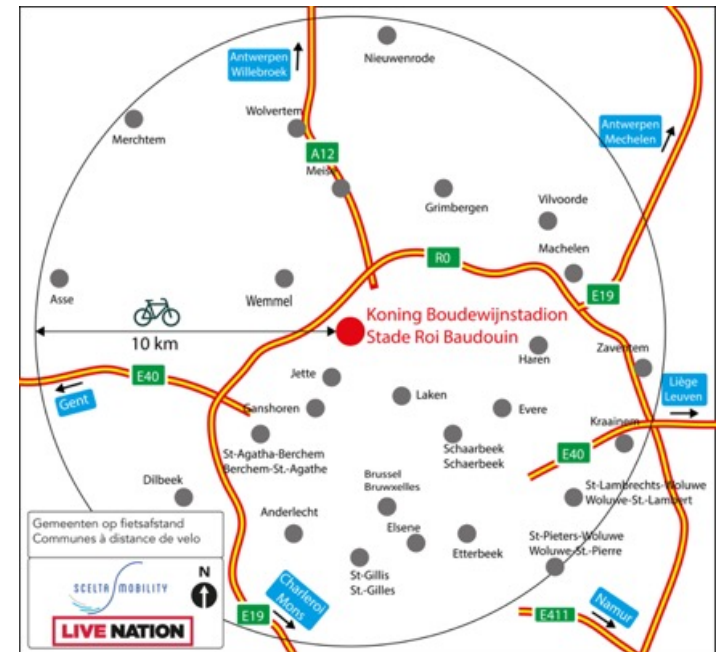 Nieuwenrode
Antwerpen
Willebroek
Wolvertem
Merchtem
A12
Meise
Antwerpen
Mechelen
Grimbergen
Vilvoorde
Machelen
R0
E19
Asse
Wemmel
10 km
Koning Boudewijnstadion
Stade Roi Baudouin
Haren
Zaventem
E40
Gent
Jette
Ganshoren
Laken
Evere
Liège
Leuven
Kraainem
St-Agatha-Berchem
Berchem-St.-Agathe
Schaarbeek
Schaerbeek
E40
Dilbeek
Brussel
Bruwxelles
St-Lambrechts-Woluwe
Woluwe-St.-Lambert
Anderlecht
Elsene
Etterbeek
St-Pieters-Woluwe
Woluwe-St.-Pierre
St-Gillis
St.-Gilles
Gemeenten op fietsafstand
Communes à distance de velo
SCELTA MOBILITY
N
LIVE NATION
E19
Charleroi
Mons
E411
Namur